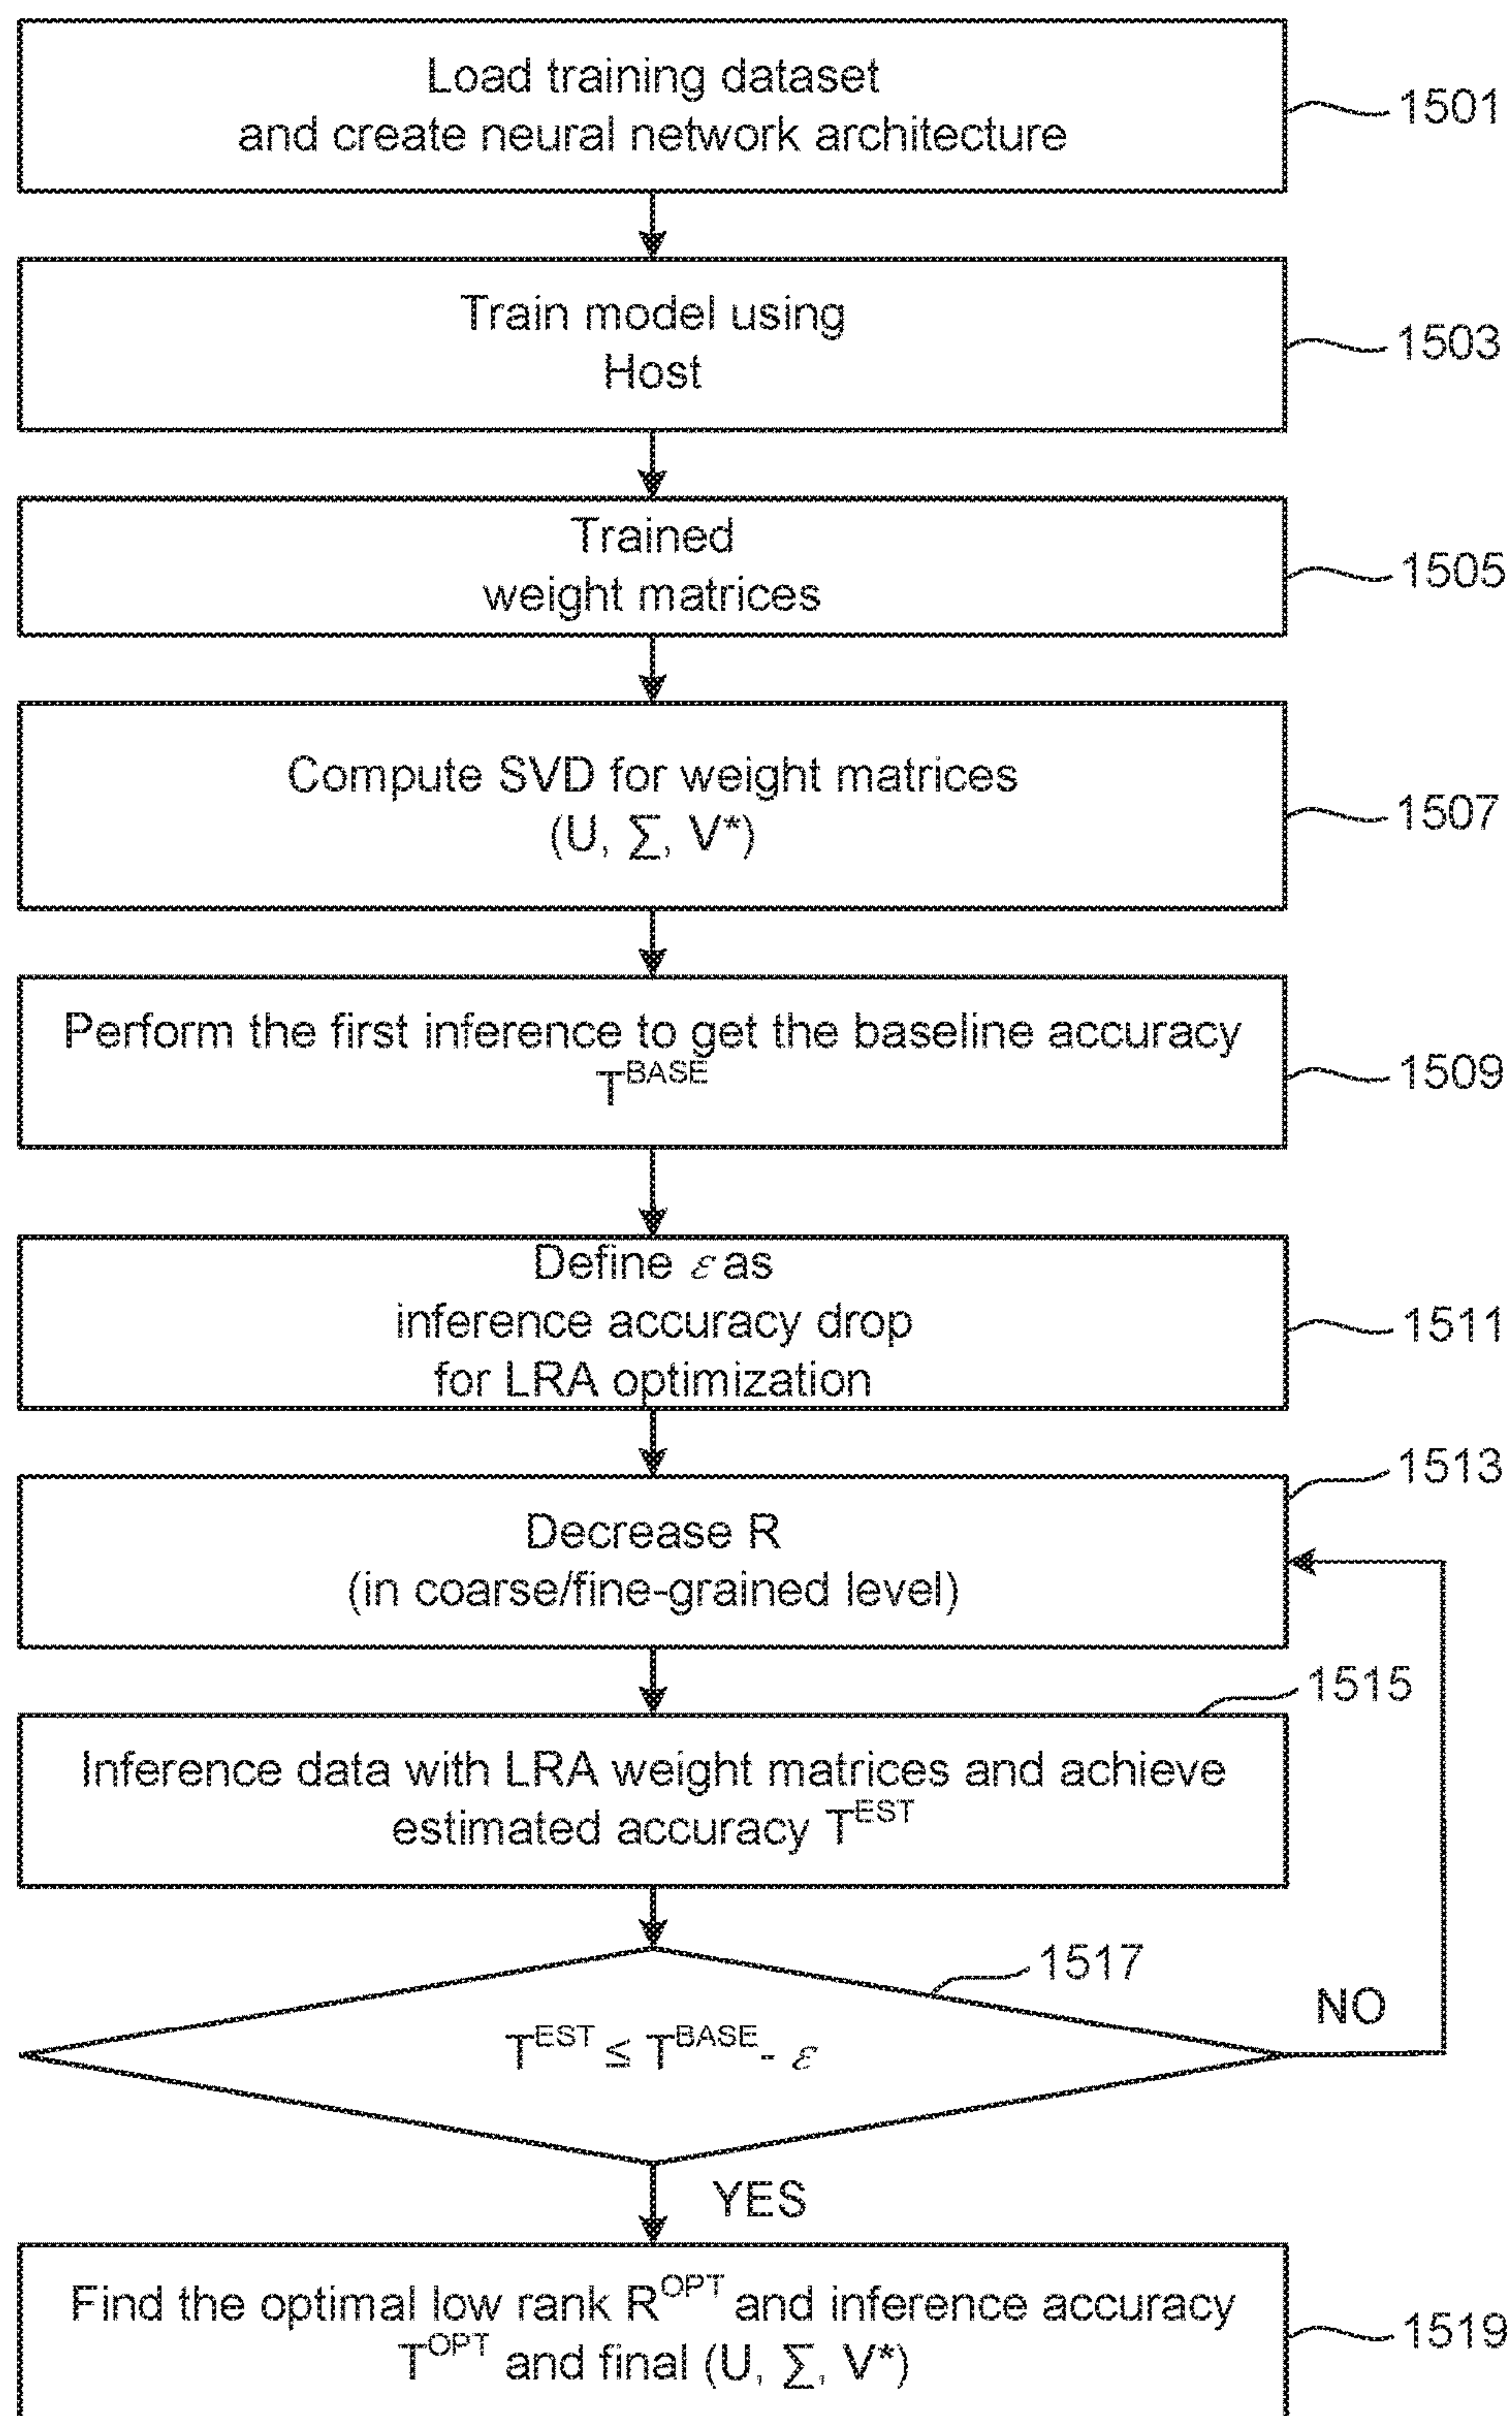 Load training dataset
and create neural network architecture
1501
Train model using
Host
1503
Trained
weight matrices
1505
Compute SVD for weight matrices
(U, ∑, V*)
1507
Perform the first inference to get the baseline accuracy
T^BASE
1509
Define ε as
inference accuracy drop
for LRA optimization
1511
1513
Decrease R
(in coarse/fine-grained level)
1515
Inference data with LRA weight matrices and achieve
estimated accuracy T^EST
1517
NO
T^EST ≤ T^BASE - ε
YES
Find the optimal low rank R^OPT and inference accuracy
T^OPT and final (U, ∑, V*)
1519